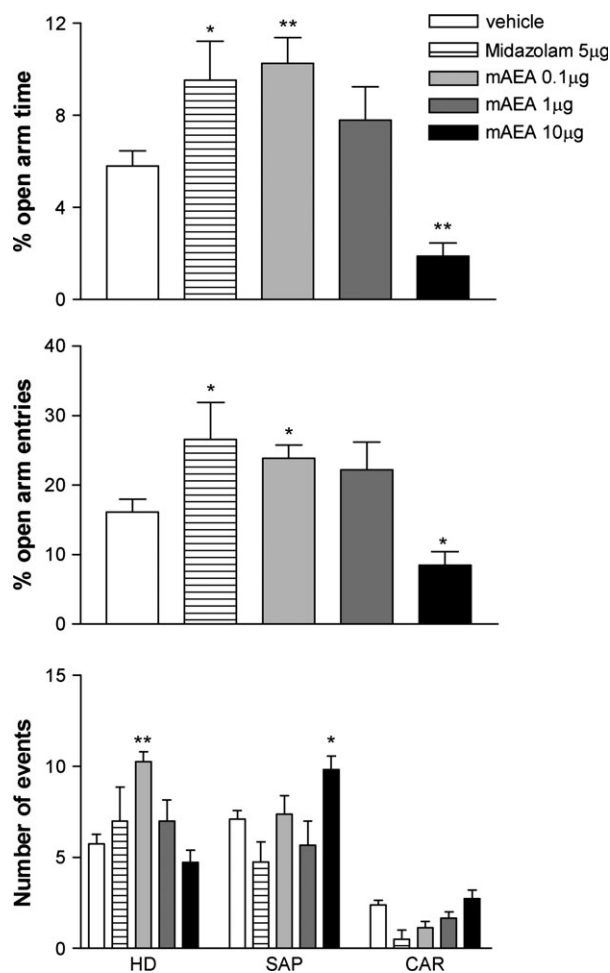 vehicle
Midazolam 5µg
mAEA 0.1µg
mAEA 1µg
mAEA 10µg
% open arm time
12
8
4
0
*
**
**
% open arm entries
40
30
20
10
0
*
*
*
Number of events
15
10
5
0
**
*
HD SAP CAR